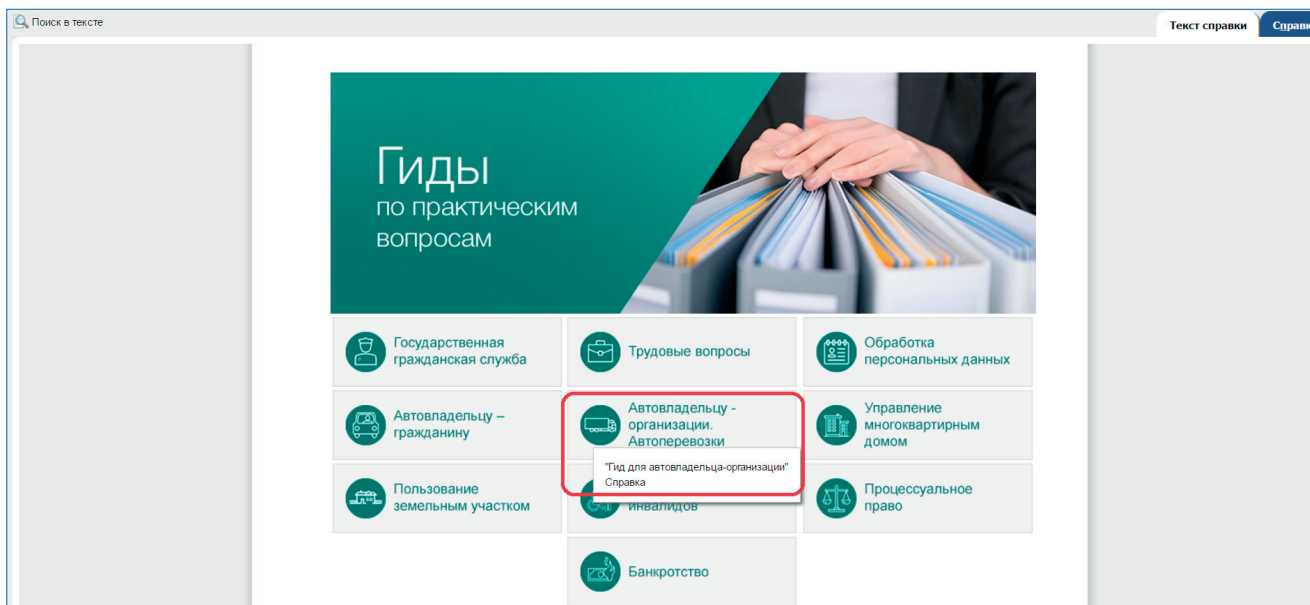 Поиск в тексте
Текст справки
Справк
Гиды
по практическим
вопросам
Государственная
гражданская служба
Трудовые вопросы
Обработка
персональных данных
Автовладельцу –
гражданину
Автовладельцу -
организации.
Автоперевозки
Управление
многоквартирным
домом
"Гид для автовладельца-организации"
Справка
Пользование
земельным участком
инвалидов
Процессуальное
право
Банкротство